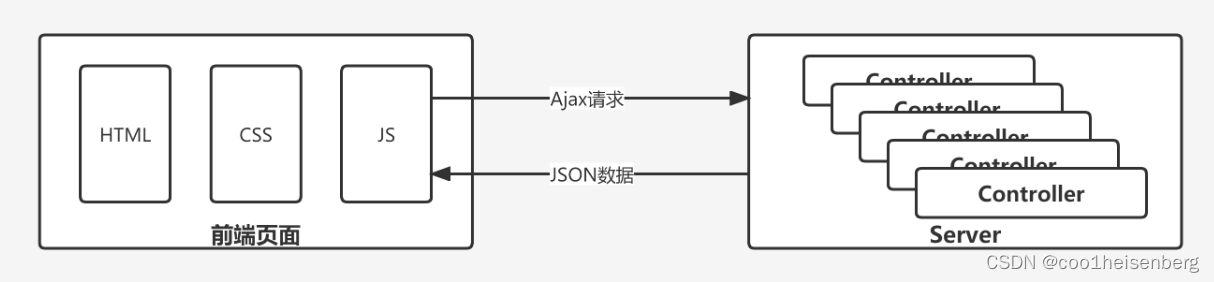 HTML
CSS
JS
前端页面
Ajax请求
JSON数据
Controller
Controller
Controller
Controller
Controller
Server
CSDN @coo1heisenberg